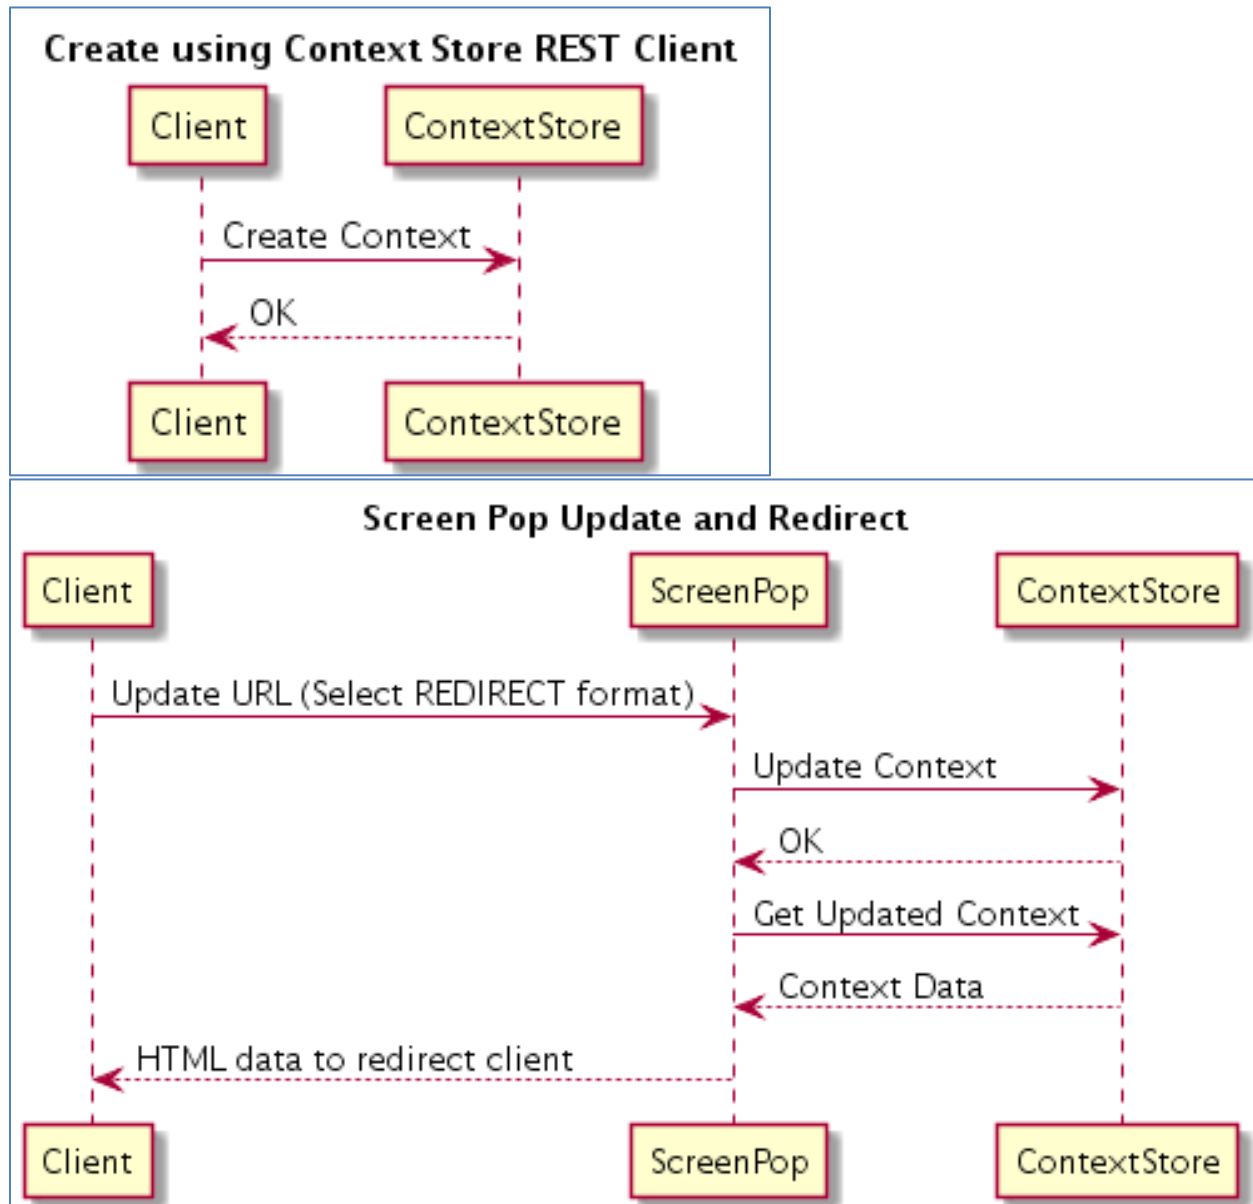 Create using Context Store REST Client
Client ContextStore
Create Context
OK
Client ContextStore
Screen Pop Update and Redirect
Client ScreenPop ContextStore
Update URL (Select REDIRECT format)
Update Context
OK
Get Updated Context
Context Data
HTML data to redirect client
Client ScreenPop ContextStore